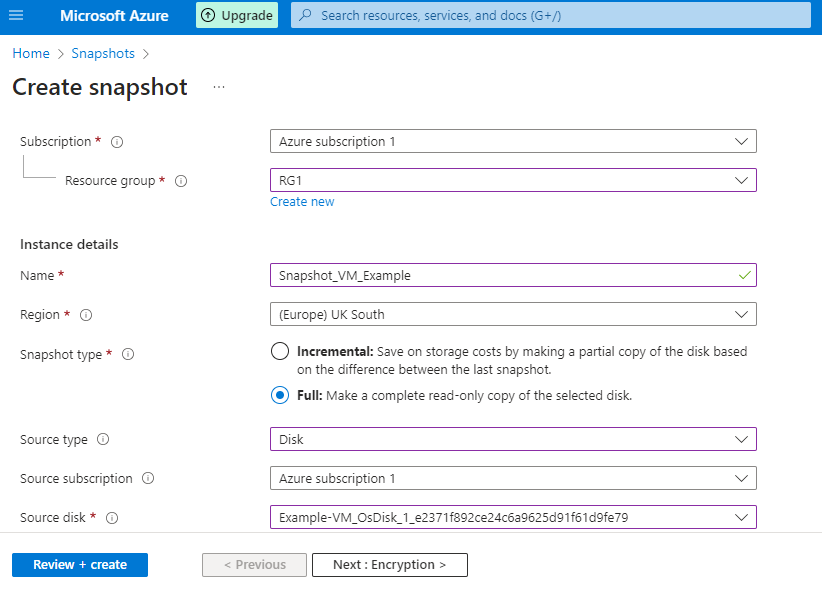 Microsoft Azure
Upgrade
Search resources, services, and docs (G+/)
Home > Snapshots >
Create snapshot ...
Subscription * Azure subscription 1
Resource group * RG1
Create new
Instance details
Name * Snapshot_VM_Example
Region * (Europe) UK South
Snapshot type * Incremental: Save on storage costs by making a partial copy of the disk based
on the difference between the last snapshot.
Full: Make a complete read-only copy of the selected disk.
Source type Disk
Source subscription Azure subscription 1
Source disk * Example-VM_OsDisk_1_e2371f892ce24c6a9625d91f61d9fe79
Review + create
< Previous
Next : Encryption >